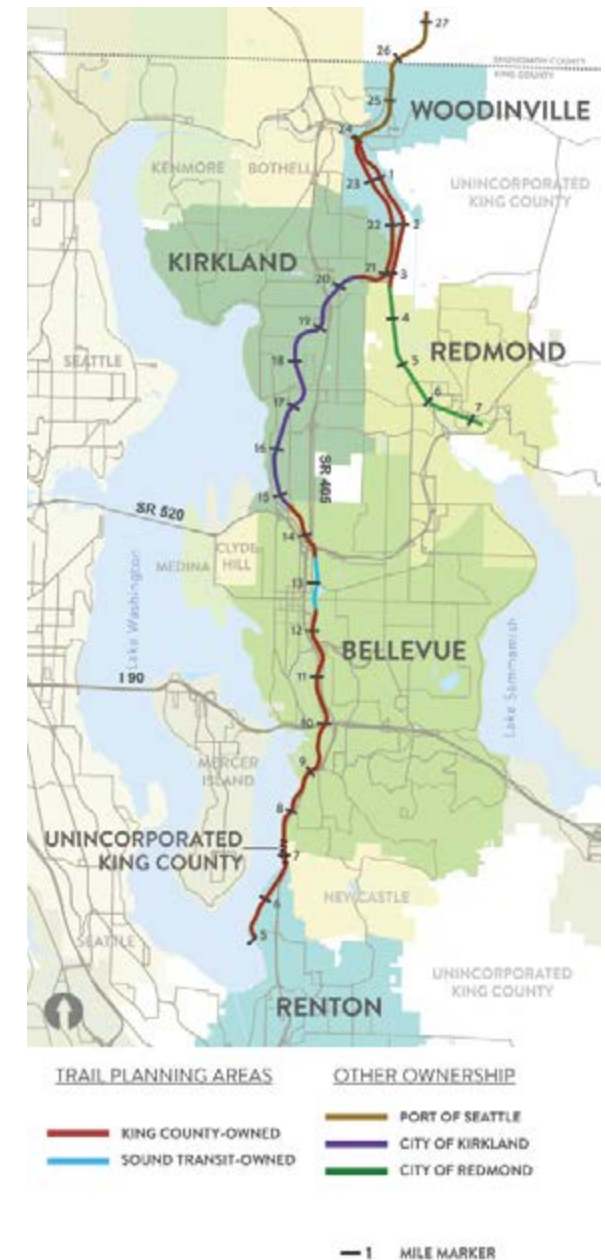 27
26
SNOHOMISH COUNTY
KING COUNTY
25
WOODINVILLE
24
KENMORE
BOTHELL
23
1
UNINCORPORATED
KING COUNTY
22
2
KIRKLAND
21
3
20
4
19
REDMOND
SEATTLE
18
5
6
17
7
16
SR 405
15
SR 520
14
CLYDE
HILL
MEDINA
13
Lake Washington
12
BELLEVUE
Lake Sammamish
11
I 90
10
MERCER
ISLAND
9
8
UNINCORPORATED
KING COUNTY
7
6
NEWCASTLE
5
SEATTLE
UNINCORPORATED
KING COUNTY
RENTON
TRAIL PLANNING AREAS
OTHER OWNERSHIP
KING COUNTY-OWNED
SOUND TRANSIT-OWNED
PORT OF SEATTLE
CITY OF KIRKLAND
CITY OF REDMOND
1 MILE MARKER